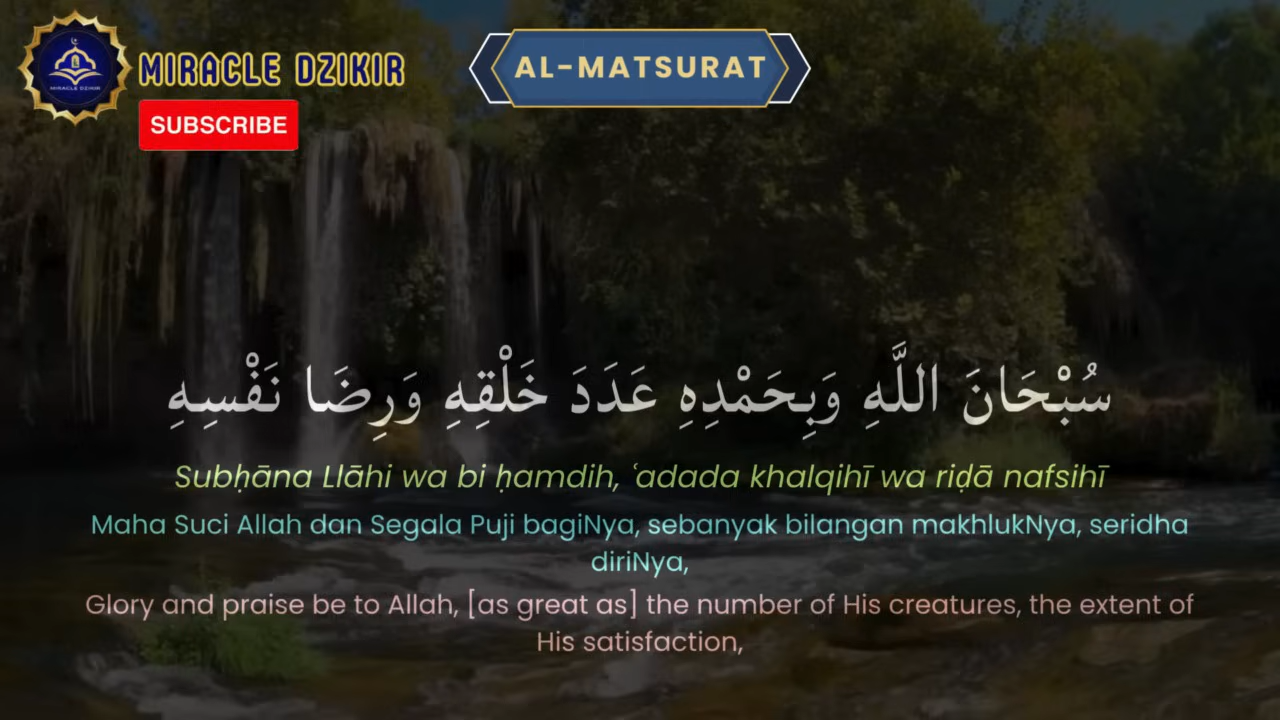 MIRACLE DZIKIR
MIRACLE DZIKIR
SUBSCRIBE
AL-MATSURAT
سُبْحَانَ اللَّهِ وَبِحَمْدِهِ عَدَدَ خَلْقِهِ وَرِضَا نَفْسِهِ
Subḥāna Llāhi wa bi ḥamdih, ʿadada khalqihī wa riḍā nafsihī
Maha Suci Allah dan Segala Puji bagiNya, sebanyak bilangan makhlukNya, seridha
diriNya,
Glory and praise be to Allah, [as great as] the number of His creatures, the extent of
His satisfaction,